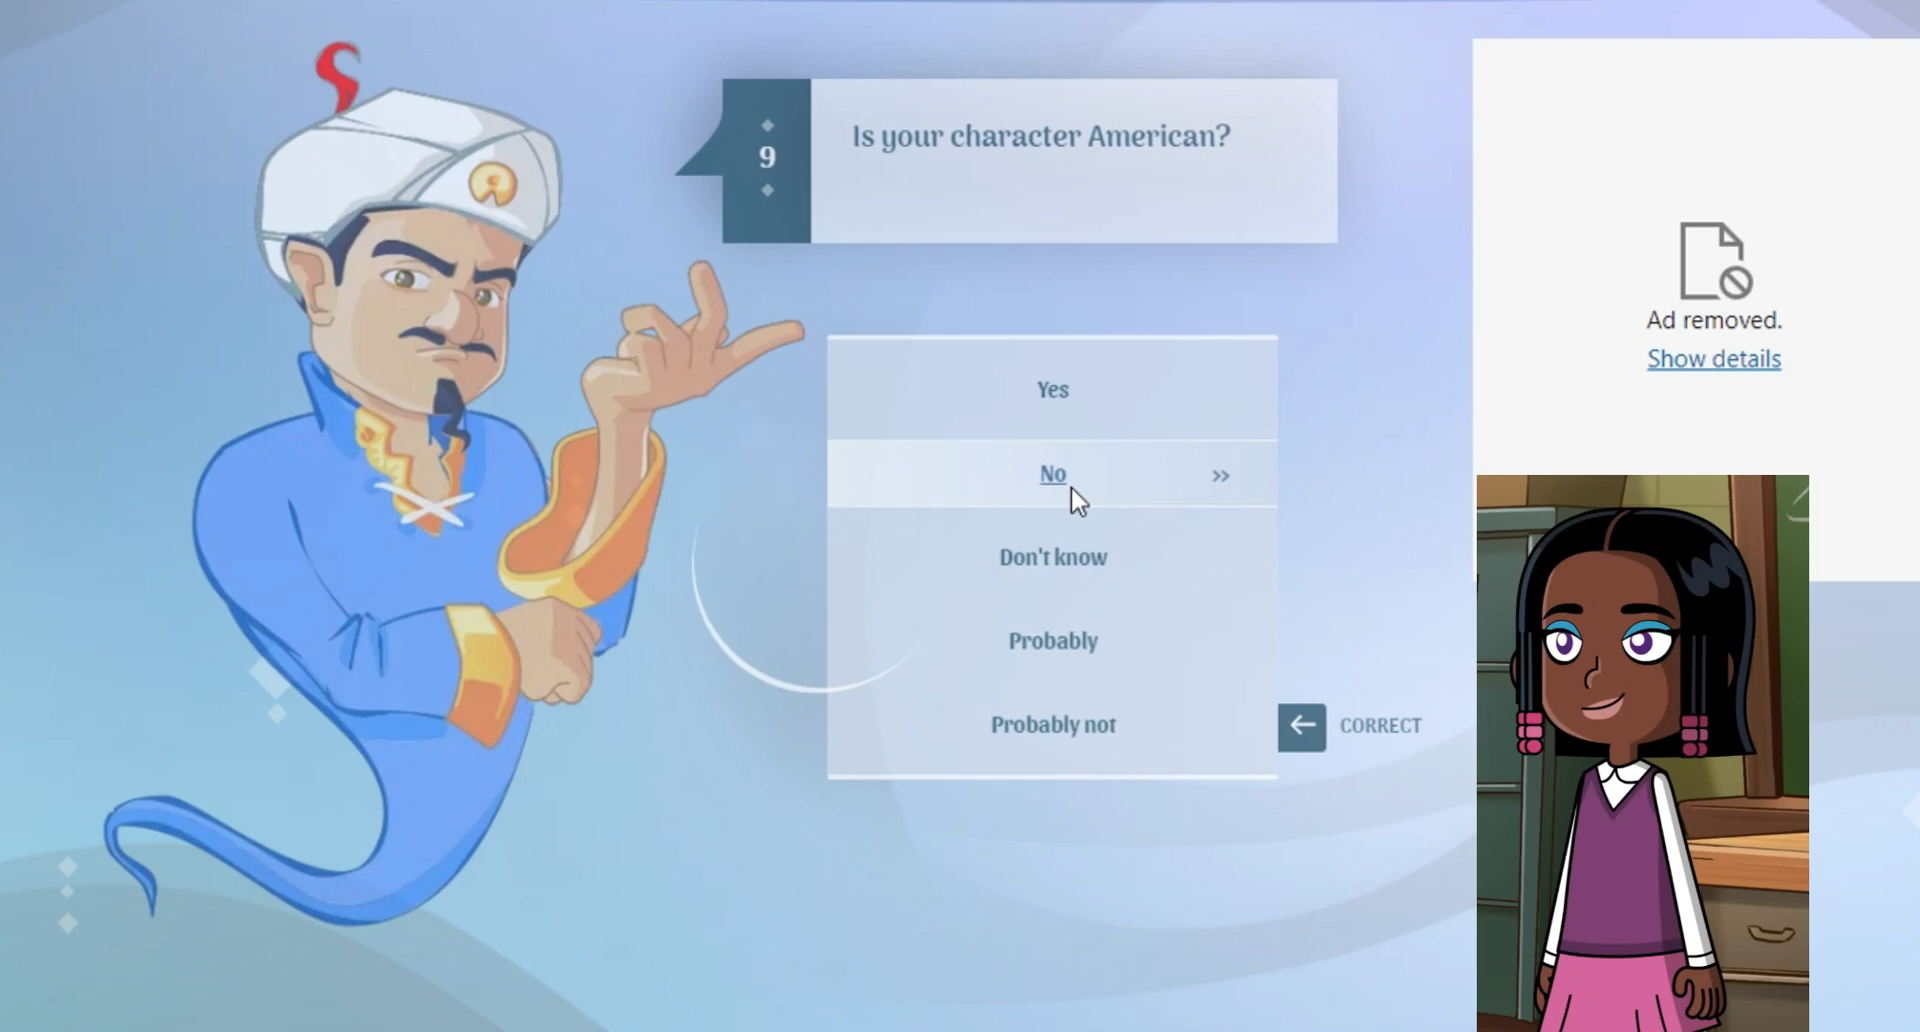 9
Is your character American?
Yes
No >>
Don't know
Probably
Probably not
CORRECT
Ad removed.
Show details